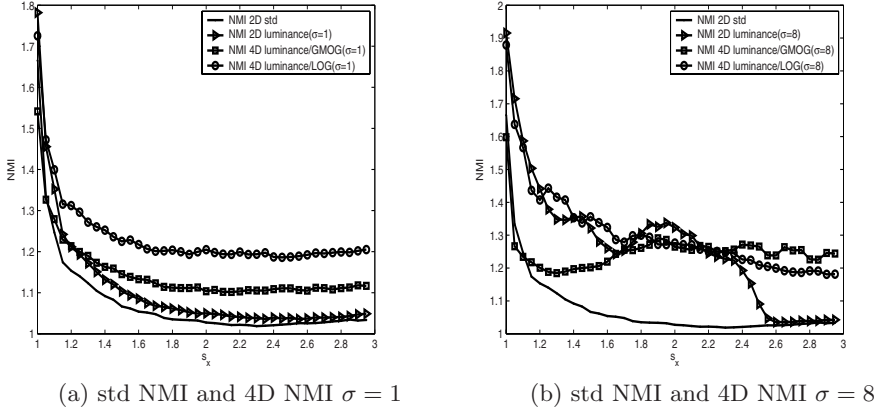 1.8
1.7
1.6
1.5
1.4
1.3
1.2
1.1
1
NMI
1 1.2 1.4 1.6 1.8 2 2.2 2.4 2.6 2.8 3
s_x
NMI 2D std
NMI 2D luminance(σ=1)
NMI 4D luminance/GMOG(σ=1)
NMI 4D luminance/LOG(σ=1)
(a) std NMI and 4D NMI σ = 1
2
1.9
1.8
1.7
1.6
1.5
1.4
1.3
1.2
1.1
1
NMI
1 1.2 1.4 1.6 1.8 2 2.2 2.4 2.6 2.8 3
s_x
NMI 2D std
NMI 2D luminance(σ=8)
NMI 4D luminance/GMOG(σ=8)
NMI 4D luminance/LOG(σ=8)
(b) std NMI and 4D NMI σ = 8